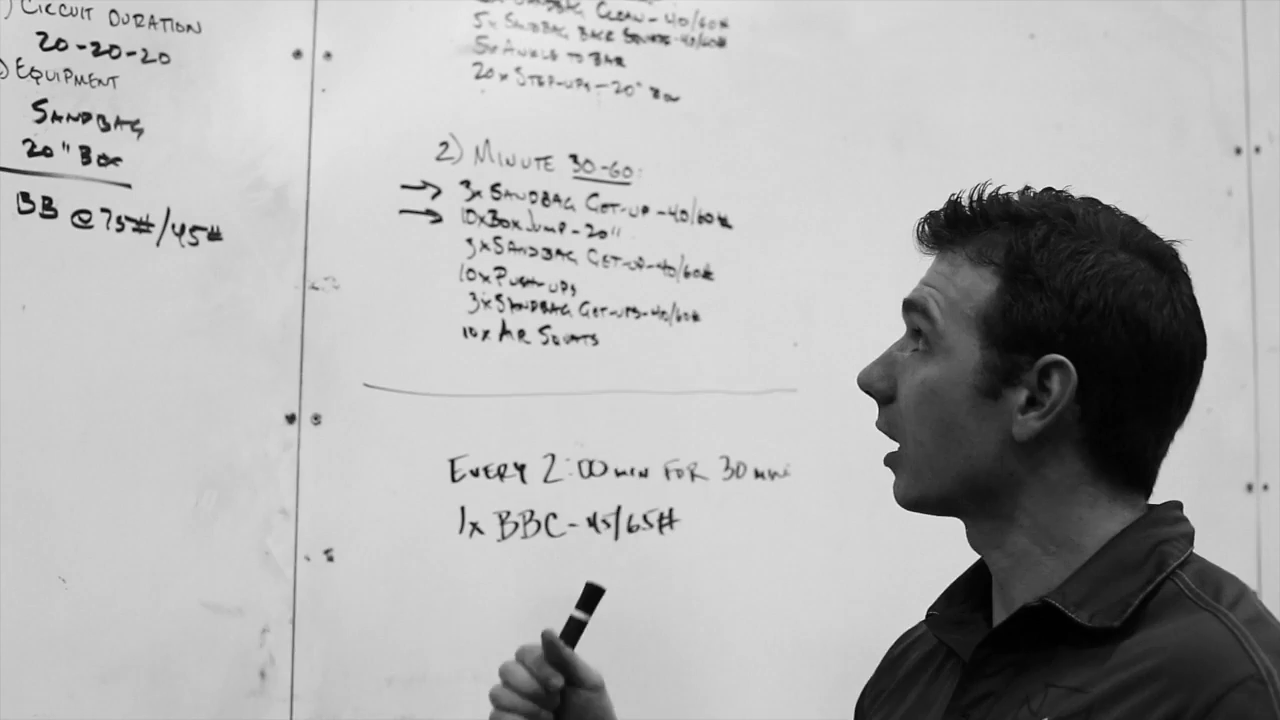 ) CIRCUIT DURATION
20-20-20
) EQUIPMENT
SANDBAG
20" BOX
BB @ 75#/45#
CLEAN - 40/60#
5x SANDBAG BACK SQUATS - 40/60#
5x ANKLE TO BAR
20x STEP-UPS - 20" BOX
2) MINUTE 30-60:
→ 3x SANDBAG GET-UP - 40/60#
→ 10x BOX JUMP - 20"
3x SANDBAG GET-UP - 40/60#
10x PUSH-UPS
3x SANDBAG GET-UPS - 40/60#
10x AIR SQUATS
EVERY 2:00 MIN FOR 30 MIN
1x BBC - 45/65#